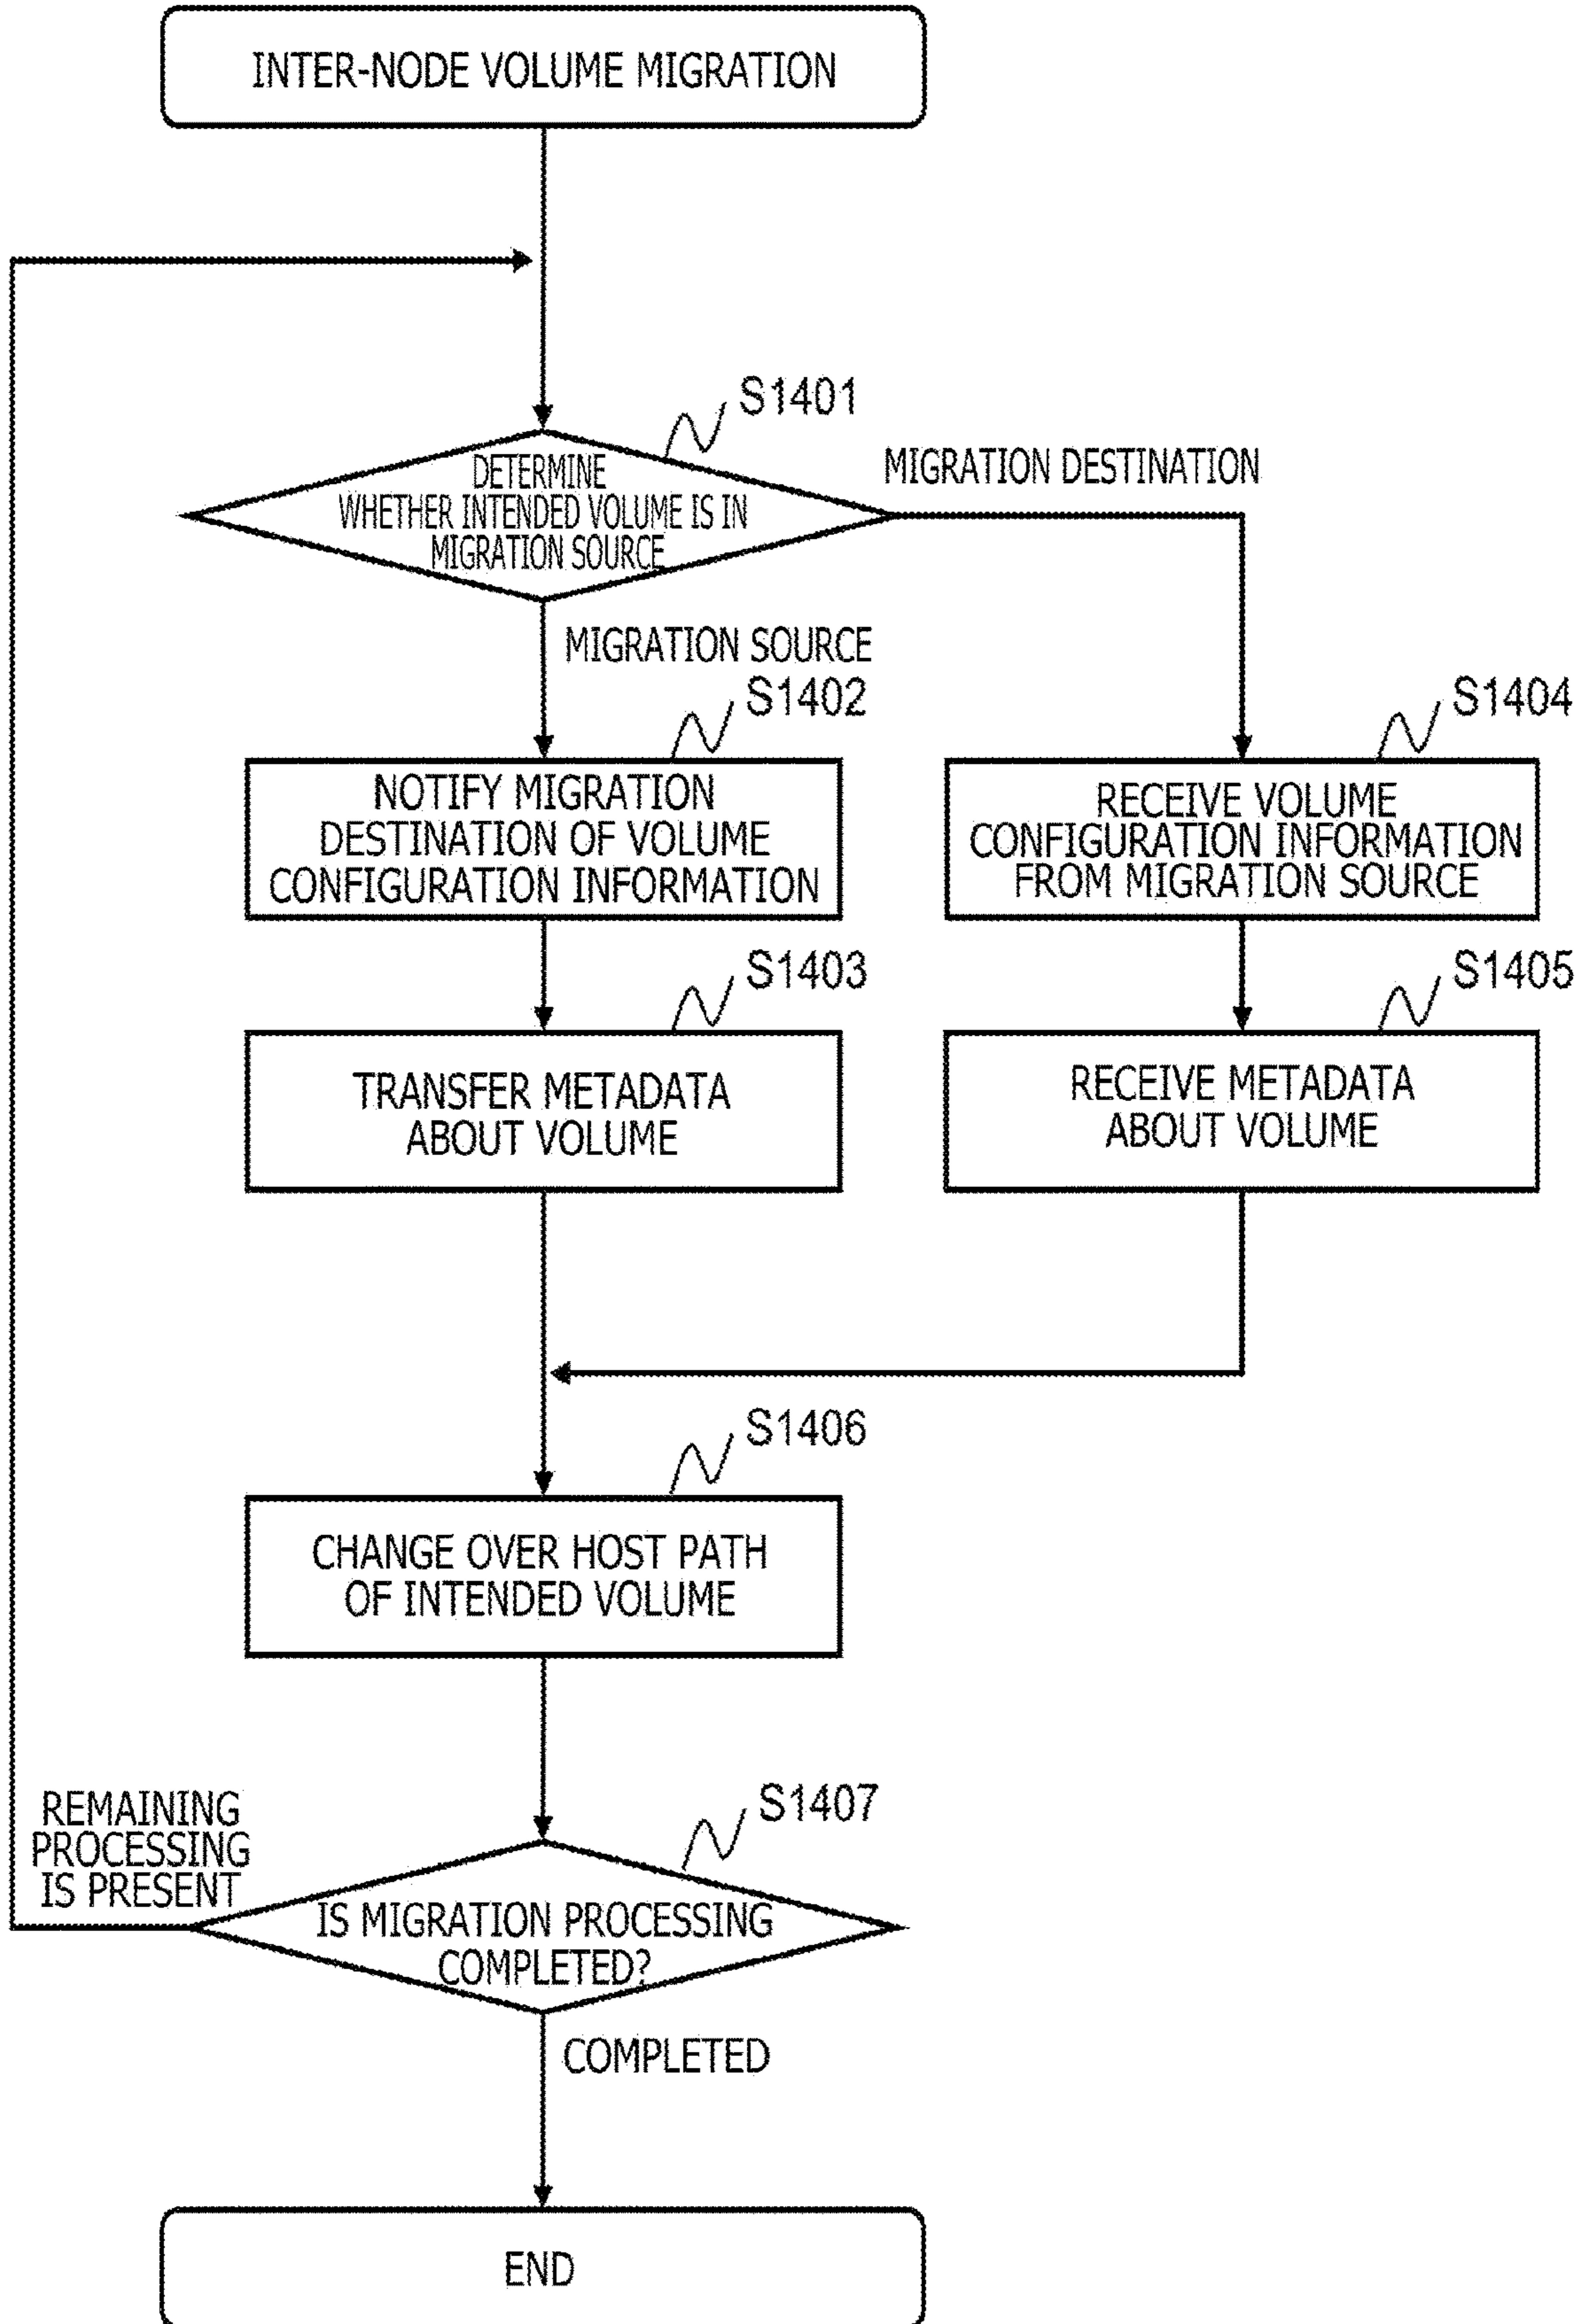 INTER-NODE VOLUME MIGRATION
S1401
DETERMINE
WHETHER INTENDED VOLUME IS IN
MIGRATION SOURCE
MIGRATION DESTINATION
MIGRATION SOURCE
S1402
NOTIFY MIGRATION
DESTINATION OF VOLUME
CONFIGURATION INFORMATION
S1404
RECEIVE VOLUME
CONFIGURATION INFORMATION
FROM MIGRATION SOURCE
S1403
TRANSFER METADATA
ABOUT VOLUME
S1405
RECEIVE METADATA
ABOUT VOLUME
S1406
CHANGE OVER HOST PATH
OF INTENDED VOLUME
S1407
IS MIGRATION PROCESSING
COMPLETED?
REMAINING
PROCESSING
IS PRESENT
COMPLETED
END